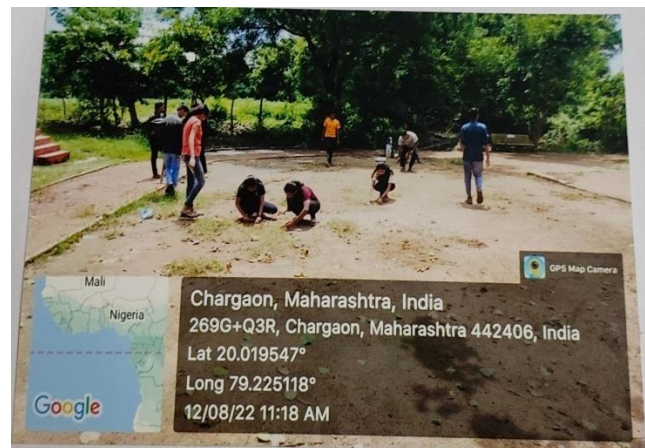 GPS Map Camera
Mali
Nigeria
Google
Chargaon, Maharashtra, India
269G+Q3R, Chargaon, Maharashtra 442406, India
Lat 20.019547°
Long 79.225118°
12/08/22 11:18 AM